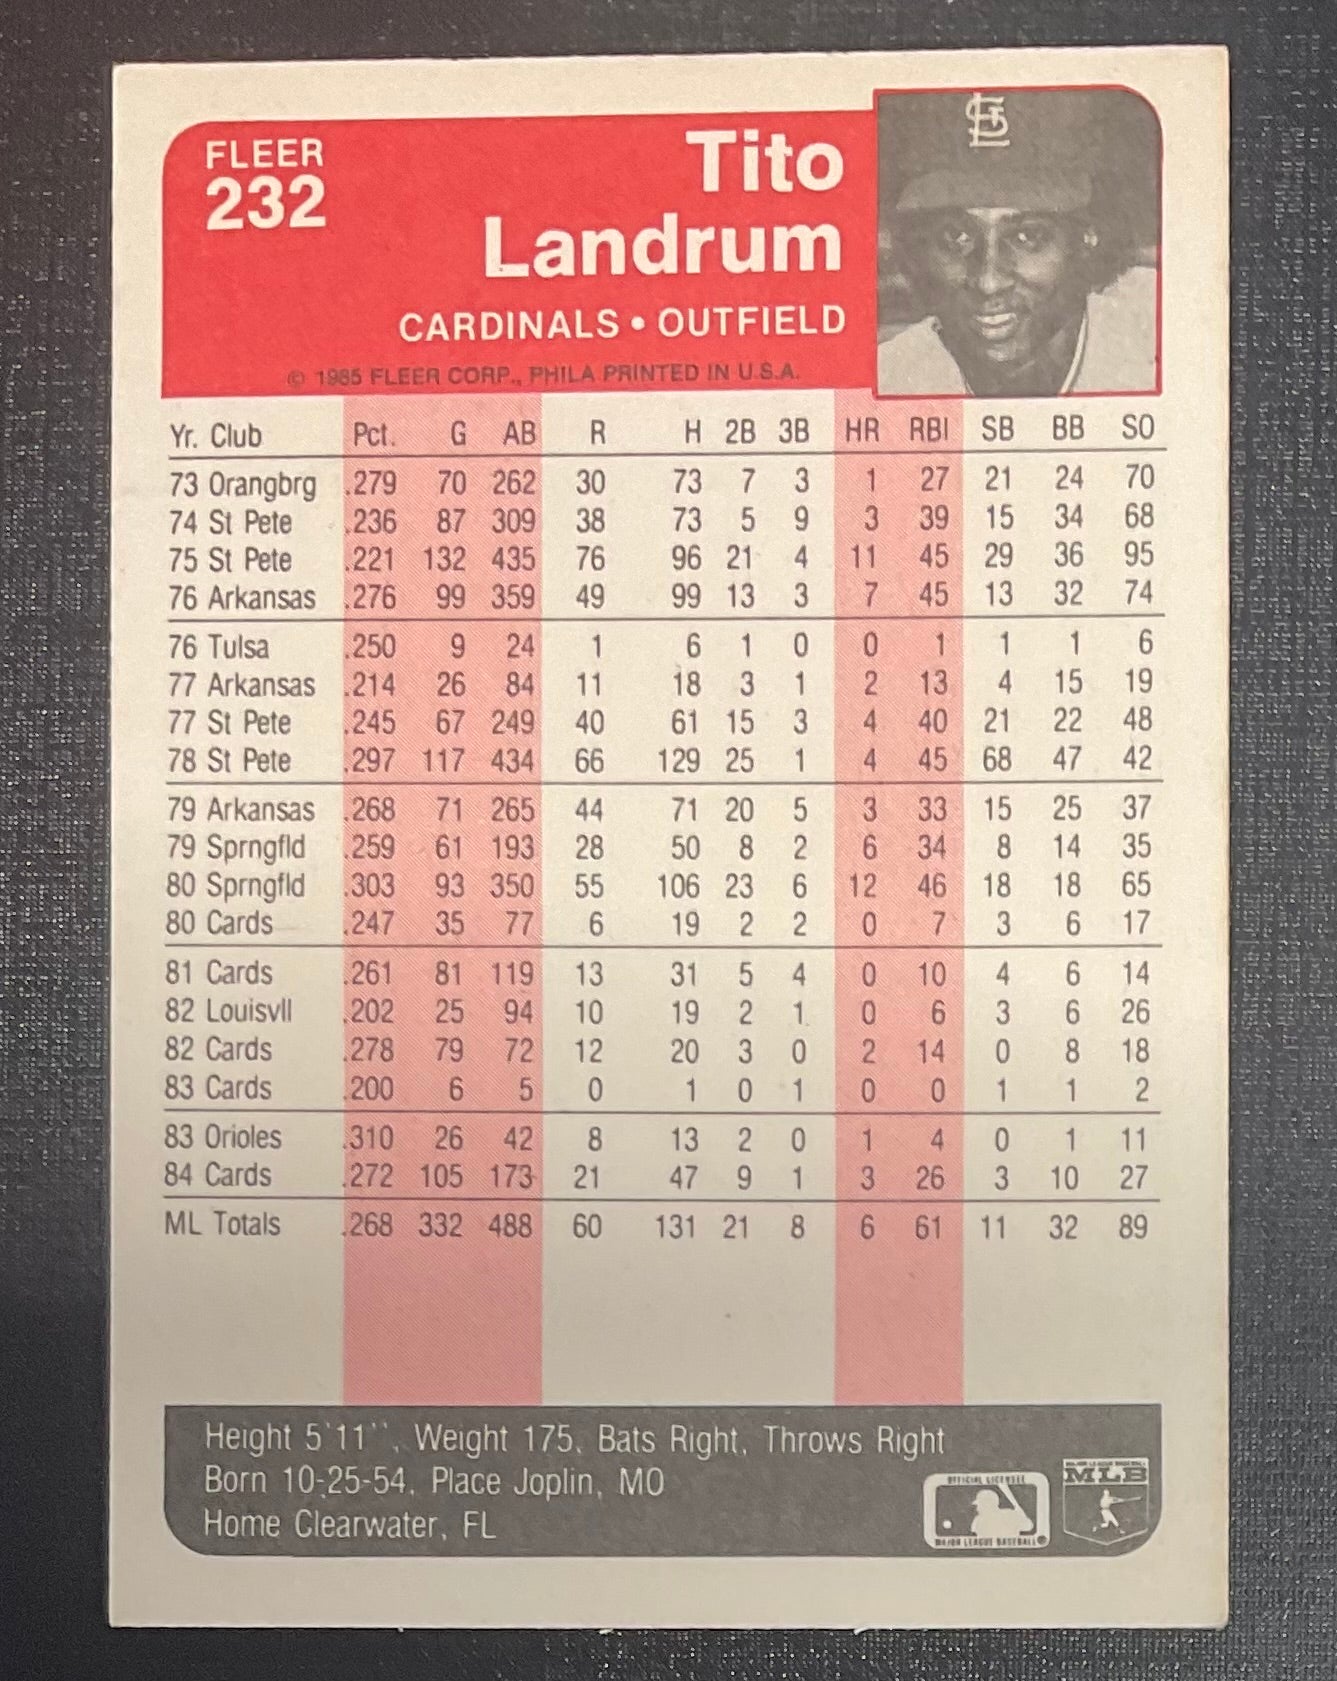 FLEER
232
Tito
Landrum
CARDINALS • OUTFIELD
© 1985 FLEER CORP., PHILA PRINTED IN U.S.A.
Yr. Club Pct. G AB R H 2B 3B HR RBI SB BB SO
73 Orangbrg .279 70 262 30 73 7 3 1 27 21 24 70
74 St Pete .236 87 309 38 73 5 9 3 39 15 34 68
75 St Pete .221 132 435 76 96 21 4 11 45 29 36 95
76 Arkansas .276 99 359 49 99 13 3 7 45 13 32 74
76 Tulsa .250 9 24 1 6 1 0 0 1 1 1 6
77 Arkansas .214 26 84 11 18 3 1 2 13 4 15 19
77 St Pete .245 67 249 40 61 15 3 4 40 21 22 48
78 St Pete .297 117 434 66 129 25 1 4 45 68 47 42
79 Arkansas .268 71 265 44 71 20 5 3 33 15 25 37
79 Sprngfld .259 61 193 28 50 8 2 6 34 8 14 35
80 Sprngfld .303 93 350 55 106 23 6 12 46 18 18 65
80 Cards .247 35 77 6 19 2 2 0 7 3 6 17
81 Cards .261 81 119 13 31 5 4 0 10 4 6 14
82 Louisvll .202 25 94 10 19 2 1 0 6 3 6 26
82 Cards .278 79 72 12 20 3 0 2 14 0 8 18
83 Cards .200 6 5 0 1 0 1 0 0 1 1 2
83 Orioles .310 26 42 8 13 2 0 1 4 0 1 11
84 Cards .272 105 173 21 47 9 1 3 26 3 10 27
ML Totals .268 332 488 60 131 21 8 6 61 11 32 89
Height 5'11'', Weight 175, Bats Right, Throws Right
Born 10-25-54, Place Joplin, MO
Home Clearwater, FL
OFFICIAL LICENSEE
MAJOR LEAGUE BASEBALL
MAJOR LEAGUE BASEBALL
MLB